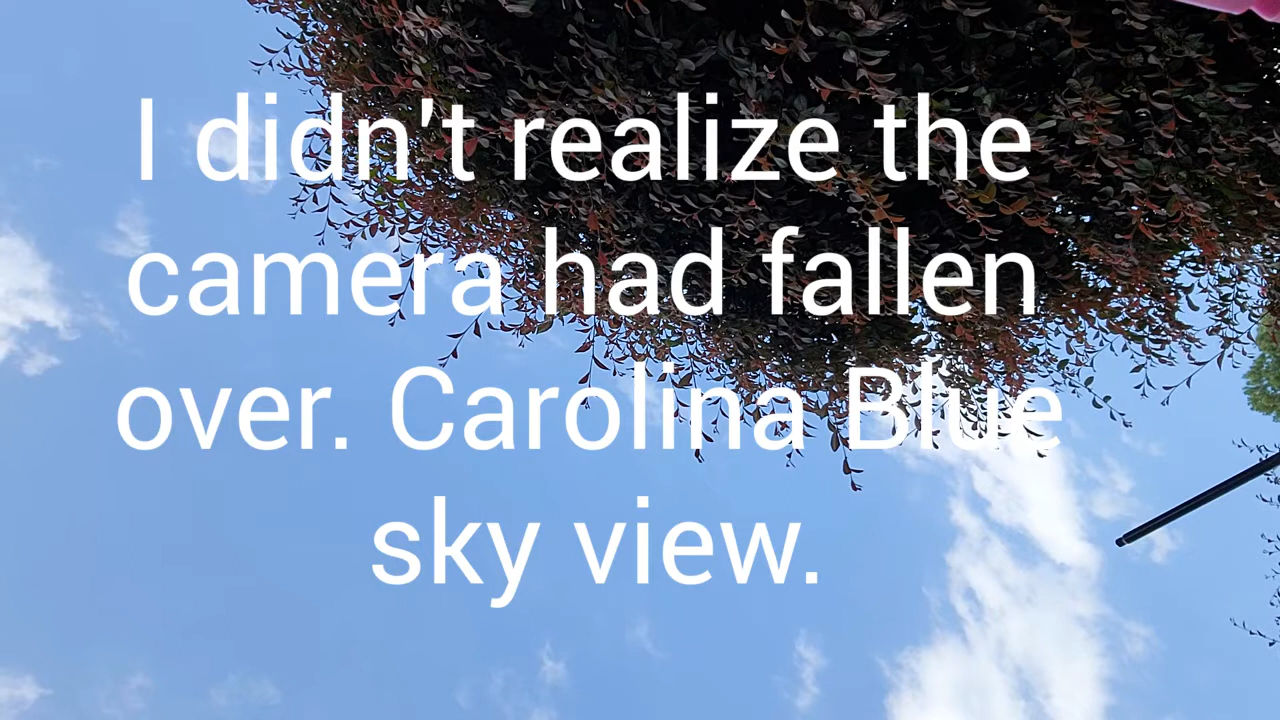 I didn't realize the
camera had fallen
over. Carolina Blue
sky view.